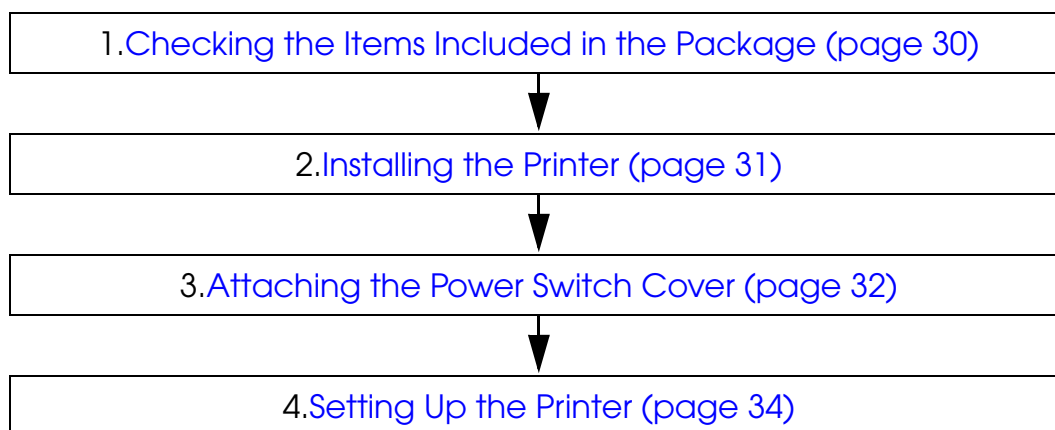 1.Checking the Items Included in the Package (page 30)
2.Installing the Printer (page 31)
3.Attaching the Power Switch Cover (page 32)
4.Setting Up the Printer (page 34)